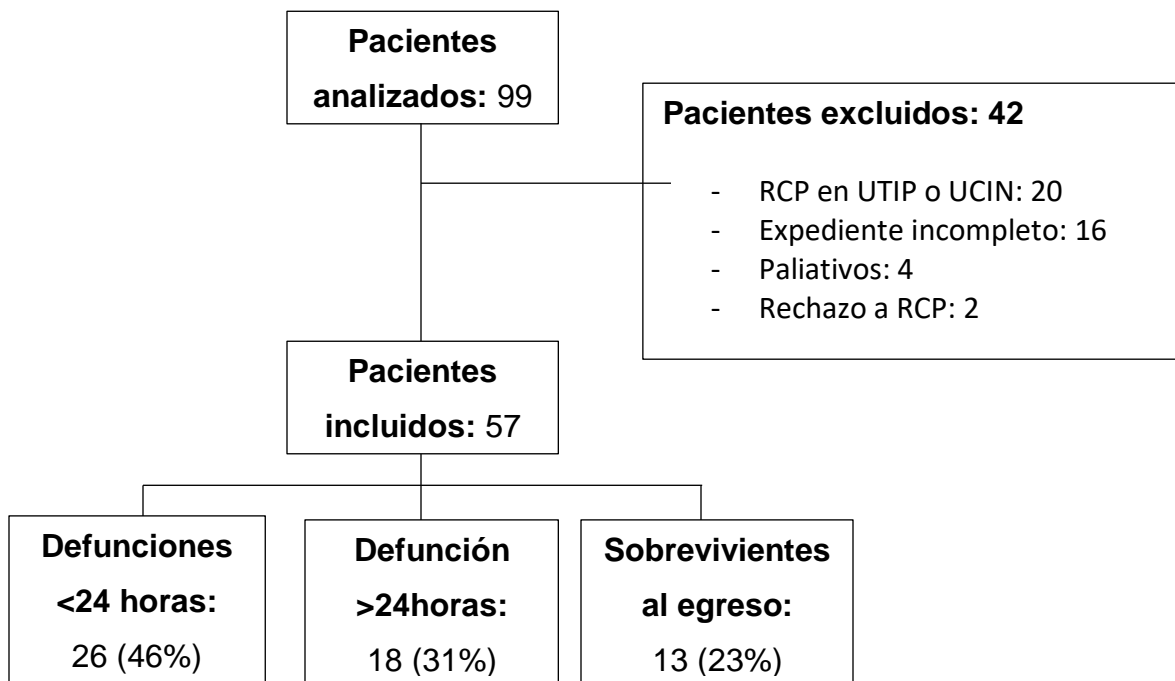 Pacientes
analizados: 99
Pacientes excluidos: 42
- RCP en UTIP o UCIN: 20
- Expediente incompleto: 16
- Paliativos: 4
- Rechazo a RCP: 2
Pacientes
incluidos: 57
Defunciones
<24 horas:
26 (46%)
Defunción
>24horas:
18 (31%)
Sobrevivientes
al egreso:
13 (23%)